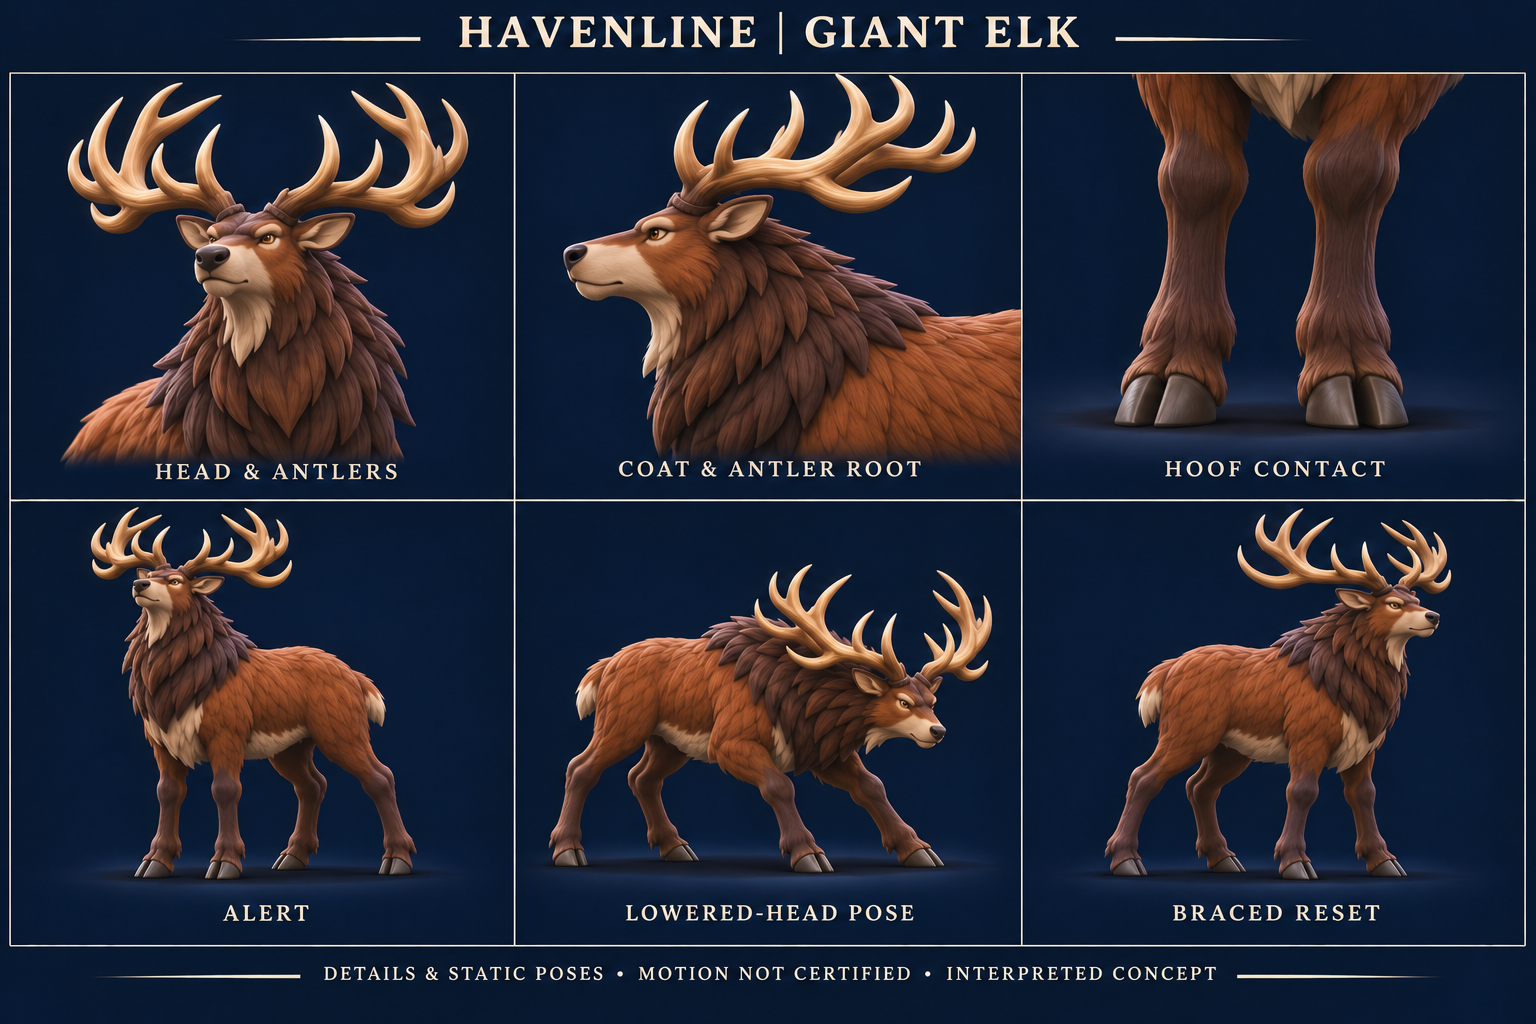 HAVENLINE | GIANT ELK
HEAD & ANTLERS
COAT & ANTLER ROOT
HOOF CONTACT
ALERT
LOWERED-HEAD POSE
BRACED RESET
DETAILS & STATIC POSES • MOTION NOT CERTIFIED • INTERPRETED CONCEPT